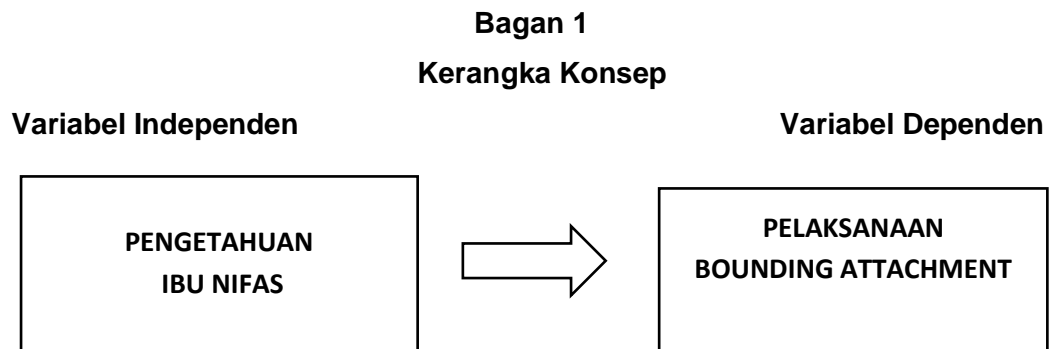 Bagan 1
Kerangka Konsep
Variabel Independen
Variabel Dependen
PENGETAHUAN
IBU NIFAS
PELAKSANAAN
BOUNDING ATTACHMENT